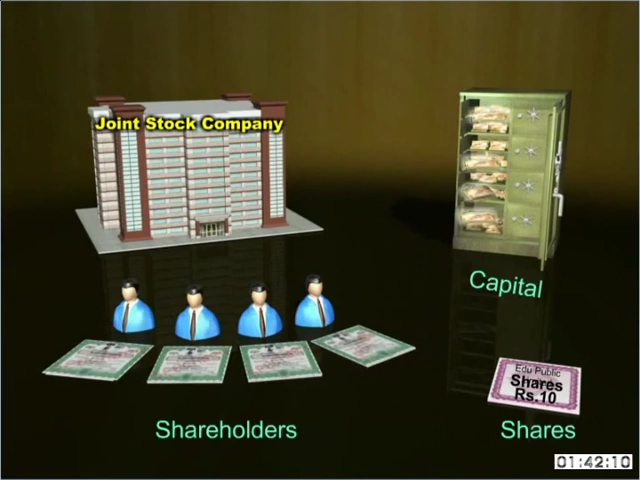 Joint Stock Company
Capital
Edu Public
Shares
Rs.10
Shareholders
Shares
01:42:10